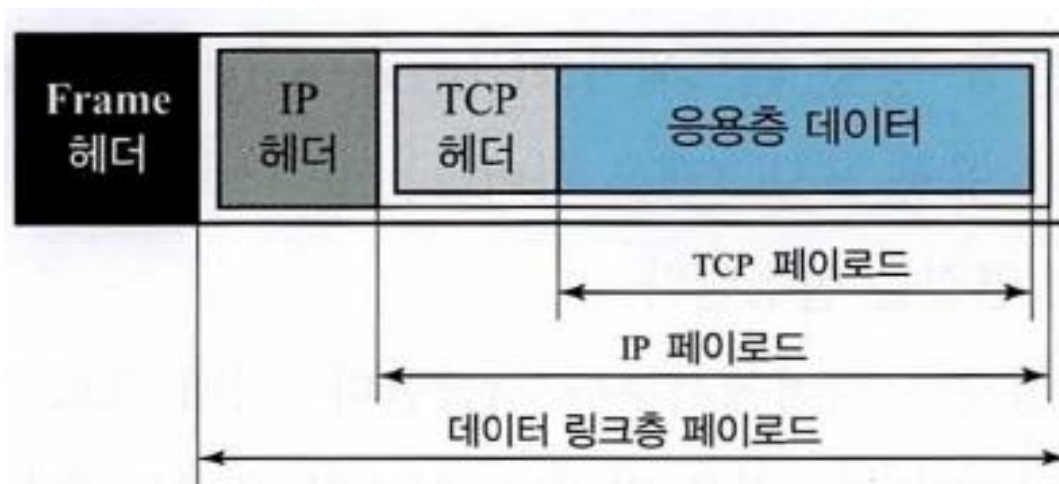 Frame
헤더
IP
헤더
TCP
헤더
응용층 데이터
TCP 페이로드
IP 페이로드
데이터 링크층 페이로드